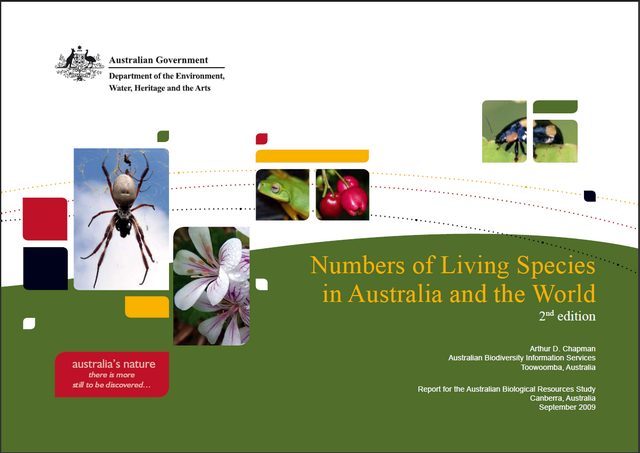 Australian Government
Department of the Environment,
Water, Heritage and the Arts
Numbers of Living Species
in Australia and the World
2nd edition
Arthur D. Chapman
Australian Biodiversity Information Services
Toowoomba, Australia
australia's nature
there is more
still to be discovered...
Report for the Australian Biological Resources Study
Canberra, Australia
September 2009